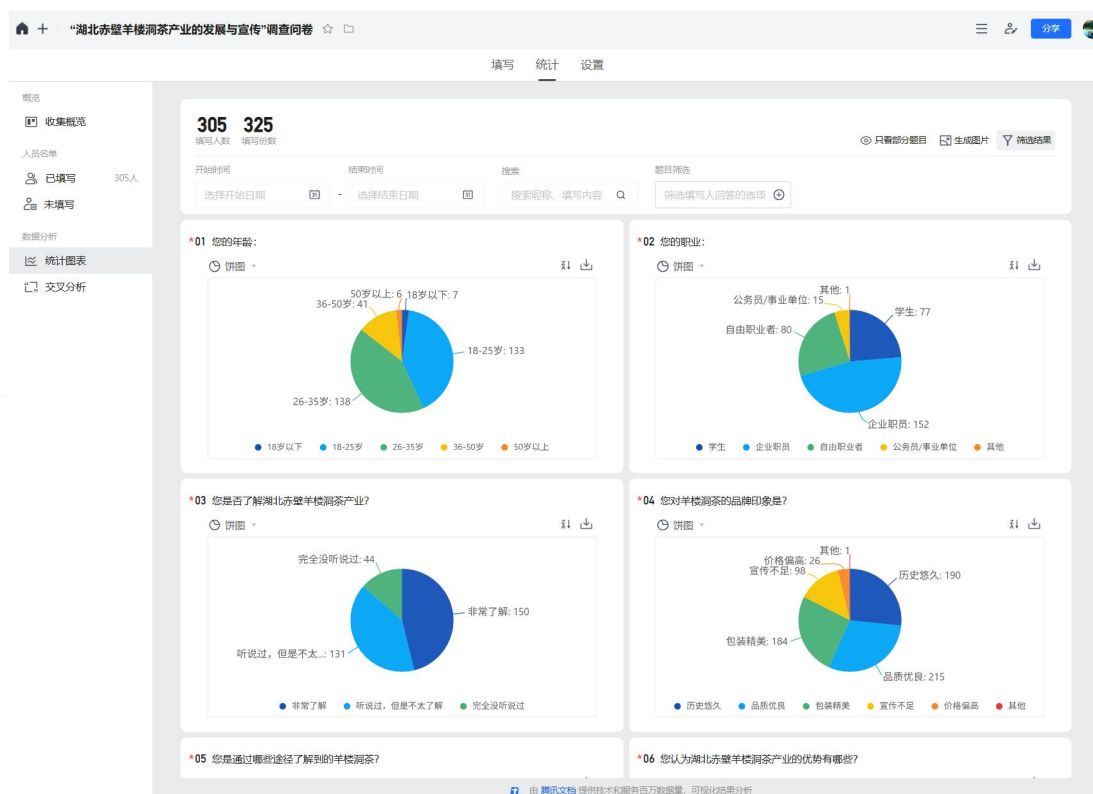 “湖北赤壁羊楼洞茶产业的发展与宣传”调查问卷
分享
填写 统计 设置
概览
收集概览
人员名单
已填写 305人
未填写
数据分析
统计图表
交叉分析
305 325
填写人数 填写份数
只看部分题目 生成图片 筛选结果
开始时间 结束时间 搜索 题目筛选
选择开始日期 - 选择结束日期 搜索昵称、填写内容 筛选填写人回答的选项
*01 您的年龄:
饼图
50岁以上: 6 18岁以下: 7
36-50岁: 41
18-25岁: 133
26-35岁: 138
18岁以下 18-25岁 26-35岁 36-50岁 50岁以上
*02 您的职业:
饼图
其他: 1
公务员/事业单位: 15
学生: 77
自由职业者: 80
企业职员: 152
学生 企业职员 自由职业者 公务员/事业单位 其他
*03 您是否了解湖北赤壁羊楼洞茶产业?
饼图
完全没听说过: 44
非常了解: 150
听说过，但是不太...: 131
非常了解 听说过，但是不太了解 完全没听说过
*04 您对羊楼洞茶的品牌印象是?
饼图
其他: 1
价格偏高: 26
宣传不足: 98
历史悠久: 190
包装精美: 184
品质优良: 215
历史悠久 品质优良 包装精美 宣传不足 价格偏高 其他
*05 您是通过哪些途径了解到的羊楼洞茶?
*06 您认为湖北赤壁羊楼洞茶产业的优势有哪些?
由 腾讯文档 提供技术和服务百万数据量，可视化结果分析